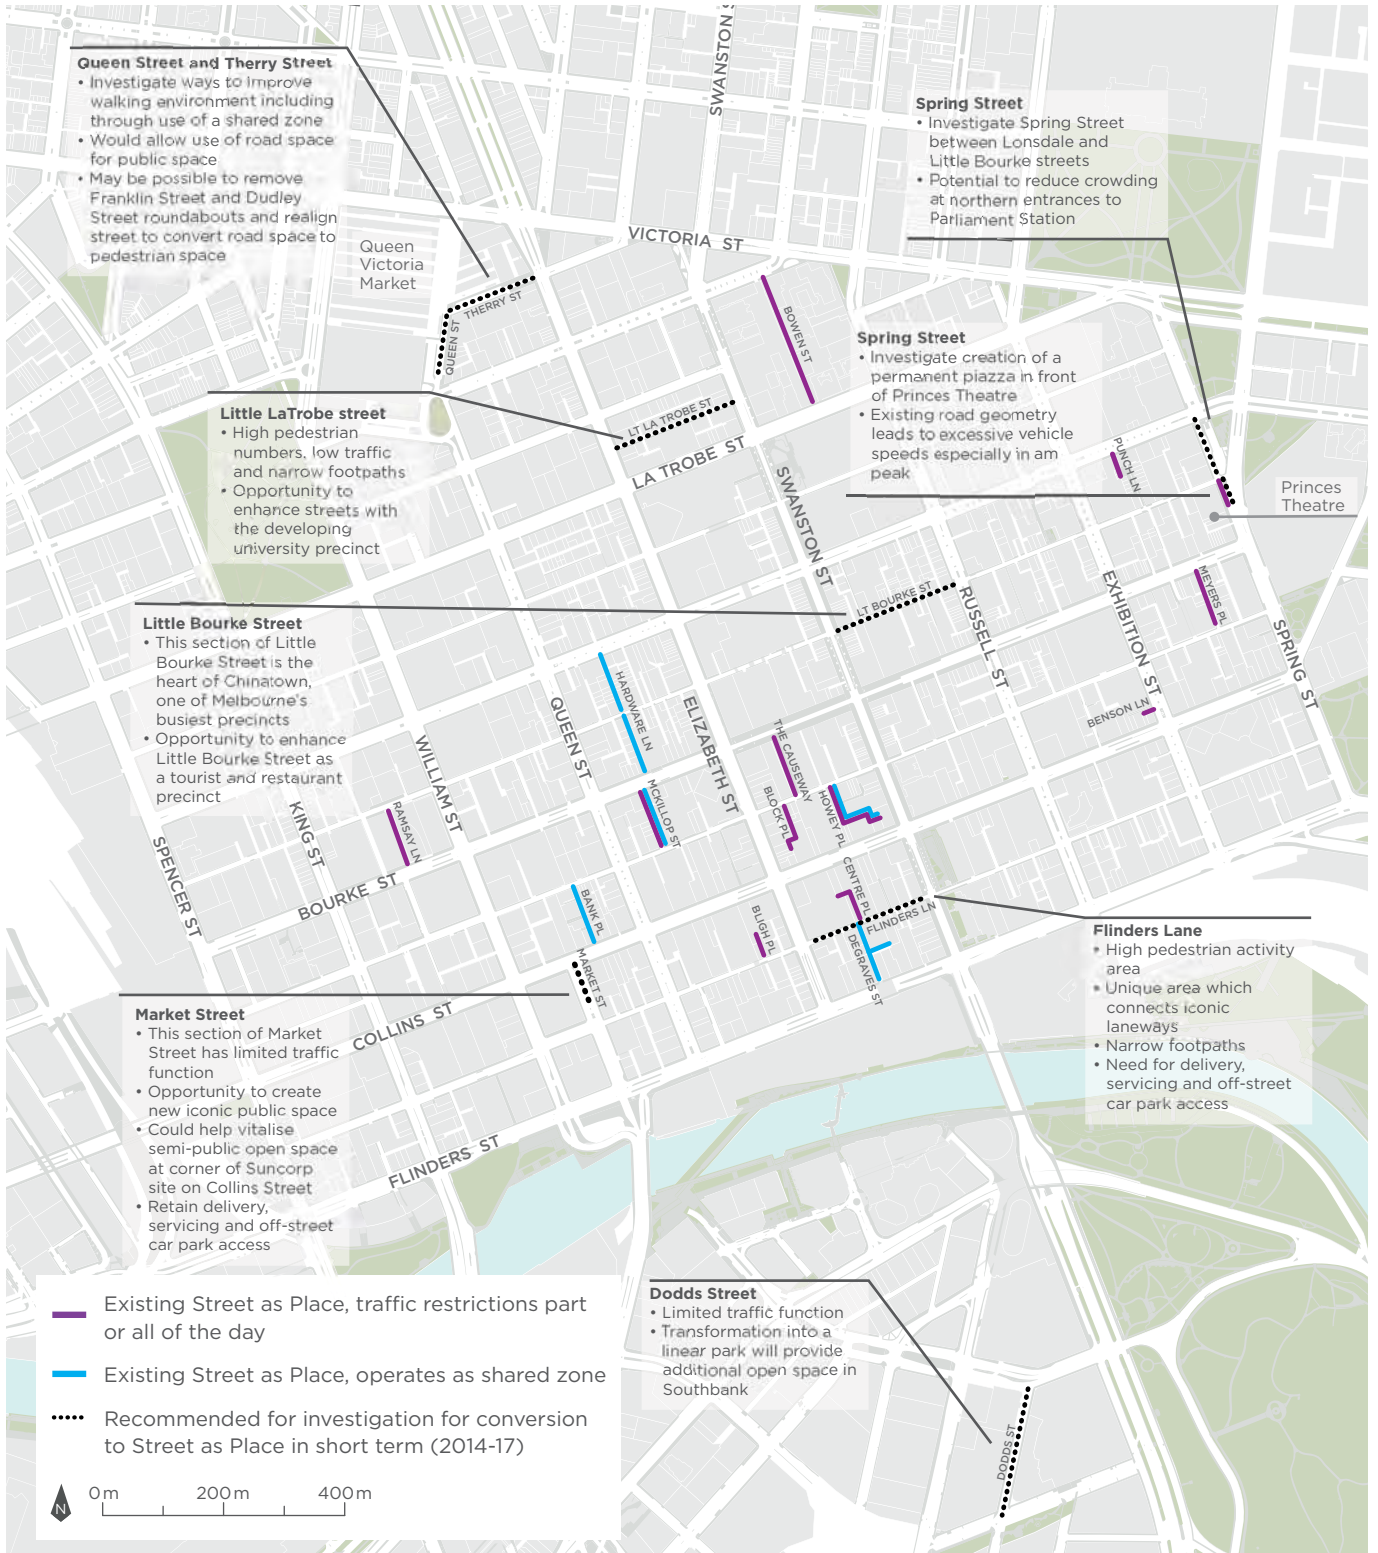 SWANSTON S
Queen Street and Therry Street
• Investigate ways to improve
walking environment including
through use of a shared zone
• Would allow use of road space
for public space
• May be possible to remove
Franklin Street and Dudley
Street roundabouts and realign
street to convert road space to
pedestrian space
Spring Street
• Investigate Spring Street
between Lonsdale and
Little Bourke streets
• Potential to reduce crowding
at northern entrances to
Parliament Station
Queen
Victoria
Market
VICTORIA ST
THERRY ST
QUEEN ST
BOWEN ST
Spring Street
• Investigate creation of a
permanent piazza in front
of Princes Theatre
• Existing road geometry
leads to excessive vehicle
speeds especially in am
peak
Little LaTrobe street
• High pedestrian
numbers, low traffic
and narrow footpaths
• Opportunity to
enhance streets with
the developing
university precinct
LT LA TROBE ST
LA TROBE ST
SWANSTON ST
PUNCH LN
Princes
Theatre
LT BOURKE ST
RUSSELL ST
EXHIBITION ST
MEYERS PL
SPRING ST
BENSON LN
Little Bourke Street
• This section of Little
Bourke Street is the
heart of Chinatown,
one of Melbourne's
busiest precincts
• Opportunity to enhance
Little Bourke Street as
a tourist and restaurant
precinct
HARDWARE LN
QUEEN ST
ELIZABETH ST
WILLIAM ST
KING ST
SPENCER ST
RAMSAY LN
MCKILLOP ST
THE CAUSEWAY
BLOCK PL
HOWEY PL
BOURKE ST
BANK PL
BLIGH PL
CENTRE PL
FLINDERS LN
DEGRAVES ST
MARKET ST
COLLINS ST
FLINDERS ST
Flinders Lane
• High pedestrian activity
area
• Unique area which
connects iconic
laneways
• Narrow footpaths
• Need for delivery,
servicing and off-street
car park access
Market Street
• This section of Market
Street has limited traffic
function
• Opportunity to create
new iconic public space
• Could help vitalise
semi-public open space
at corner of Suncorp
site on Collins Street
• Retain delivery,
servicing and off-street
car park access
Dodds Street
• Limited traffic function
• Transformation into a
linear park will provide
additional open space in
Southbank
DODDS ST
Existing Street as Place, traffic restrictions part
or all of the day
Existing Street as Place, operates as shared zone
Recommended for investigation for conversion
to Street as Place in short term (2014-17)
N
0m 200m 400m